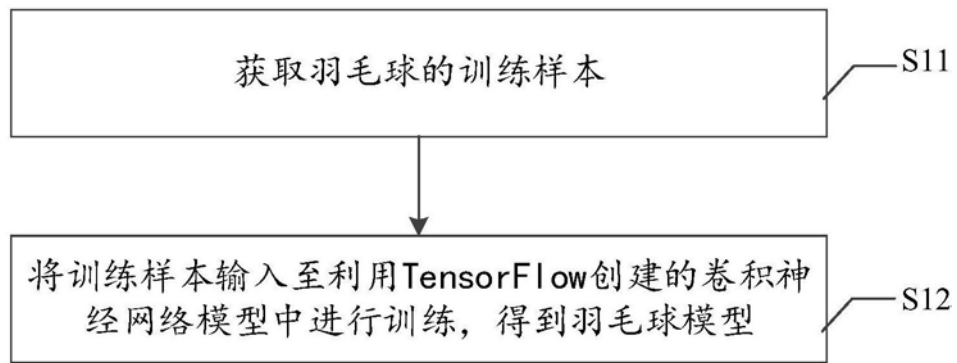 获取羽毛球的训练样本
S11
将训练样本输入至利用TensorFlow创建的卷积神
经网络模型中进行训练，得到羽毛球模型
S12